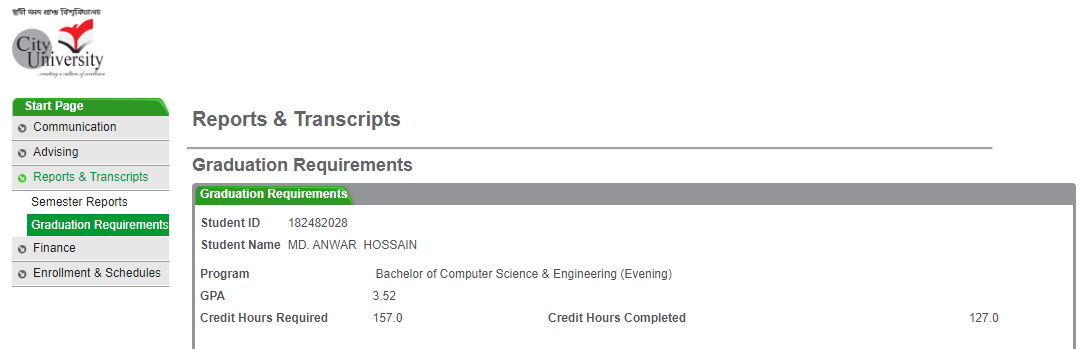 City
University
...creating a culture of excellence
Start Page
Communication
Advising
Reports & Transcripts
Semester Reports
Graduation Requirements
Finance
Enrollment & Schedules
Reports & Transcripts
Graduation Requirements
Graduation Requirements
Student ID 182482028
Student Name MD. ANWAR HOSSAIN
Program Bachelor of Computer Science & Engineering (Evening)
GPA 3.52
Credit Hours Required 157.0 Credit Hours Completed 127.0